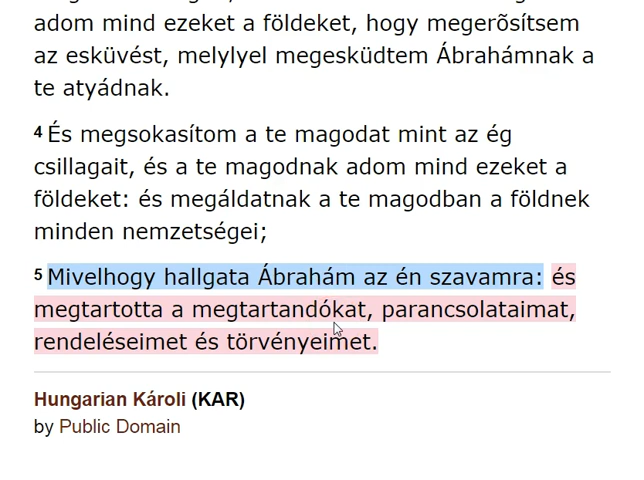 adom mind ezeket a földeket, hogy megerõsítsem
az esküvést, melylyel megesküdtem Ábrahámnak a
te atyádnak.
4 És megsokasítom a te magodat mint az ég
csillagait, és a te magodnak adom mind ezeket a
földeket: és megáldatnak a te magodban a földnek
minden nemzetségei;
5 Mivelhogy hallgata Ábrahám az én szavamra: és
megtartotta a megtartandókat, parancsolataimat,
rendeléseimet és törvényeimet.
Hungarian Károli (KAR)
by Public Domain